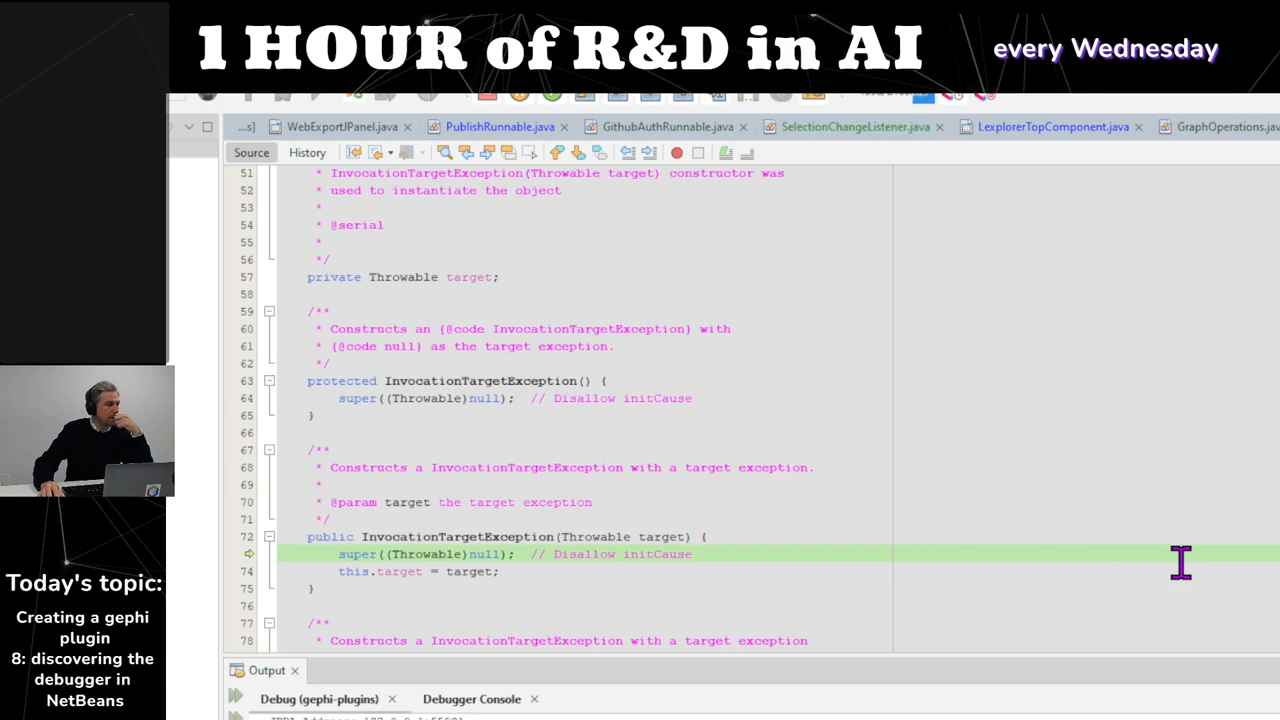 1 HOUR of R&D in AI
every Wednesday
...s] WebExportJPanel.java PublishRunnable.java GithubAuthRunnable.java SelectionChangeListener.java LexplorerTopComponent.java GraphOperations.java
Source History
51 * InvocationTargetException(Throwable target) constructor was
52 * used to instantiate the object
53 *
54 * @serial
55 *
56 */
57 private Throwable target;
58
59 /**
60 * Constructs an {@code InvocationTargetException} with
61 * {@code null} as the target exception.
62 */
63 protected InvocationTargetException() {
64 super((Throwable)null); // Disallow initCause
65 }
66
67 /**
68 * Constructs a InvocationTargetException with a target exception.
69 *
70 * @param target the target exception
71 */
72 public InvocationTargetException(Throwable target) {
super((Throwable)null); // Disallow initCause
74 this.target = target;
75 }
76
77 /**
78 * Constructs a InvocationTargetException with a target exception
Output
Debug (gephi-plugins) Debugger Console
Today's topic:
Creating a gephi
plugin
8: discovering the
debugger in
NetBeans